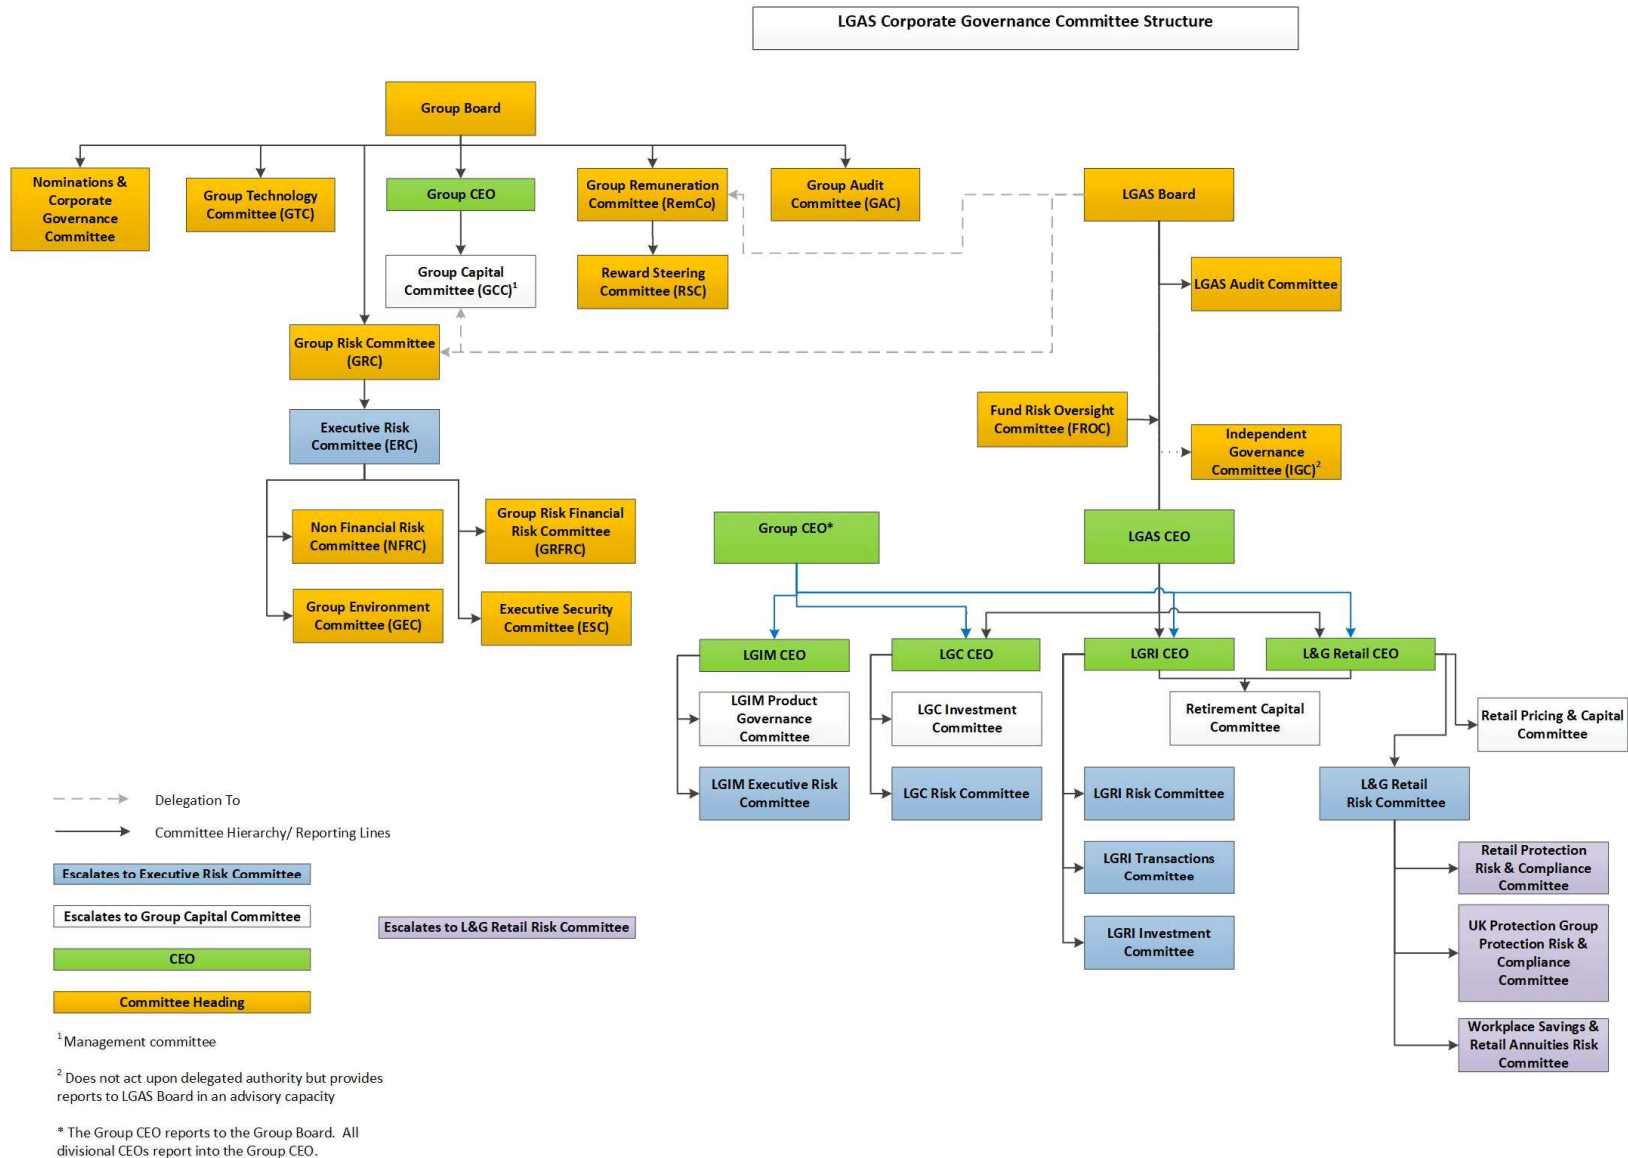 LGAS Corporate Governance Committee Structure
Group Board
Nominations &
Corporate
Governance
Committee
Group Technology
Committee (GTC)
Group CEO
Group Remuneration
Committee (RemCo)
Group Audit
Committee (GAC)
LGAS Board
Group Capital
Committee (GCC)¹
Reward Steering
Committee (RSC)
LGAS Audit Committee
Group Risk Committee
(GRC)
Executive Risk
Committee (ERC)
Fund Risk Oversight
Committee (FROC)
Independent
Governance
Committee (IGC)²
Non Financial Risk
Committee (NFRC)
Group Risk Financial
Risk Committee
(GRFRC)
Group CEO*
LGAS CEO
Group Environment
Committee (GEC)
Executive Security
Committee (ESC)
LGIM CEO
LGC CEO
LGRI CEO
L&G Retail CEO
LGIM Product
Governance
Committee
LGC Investment
Committee
Retirement Capital
Committee
Retail Pricing & Capital
Committee
LGIM Executive Risk
Committee
LGC Risk Committee
LGRI Risk Committee
L&G Retail
Risk Committee
LGRI Transactions
Committee
Retail Protection
Risk & Compliance
Committee
LGRI Investment
Committee
UK Protection Group
Protection Risk &
Compliance
Committee
Workplace Savings &
Retail Annuities Risk
Committee
Delegation To
Committee Hierarchy/ Reporting Lines
Escalates to Executive Risk Committee
Escalates to Group Capital Committee
Escalates to L&G Retail Risk Committee
CEO
Committee Heading
¹ Management committee
² Does not act upon delegated authority but provides
reports to LGAS Board in an advisory capacity
* The Group CEO reports to the Group Board. All
divisional CEOs report into the Group CEO.